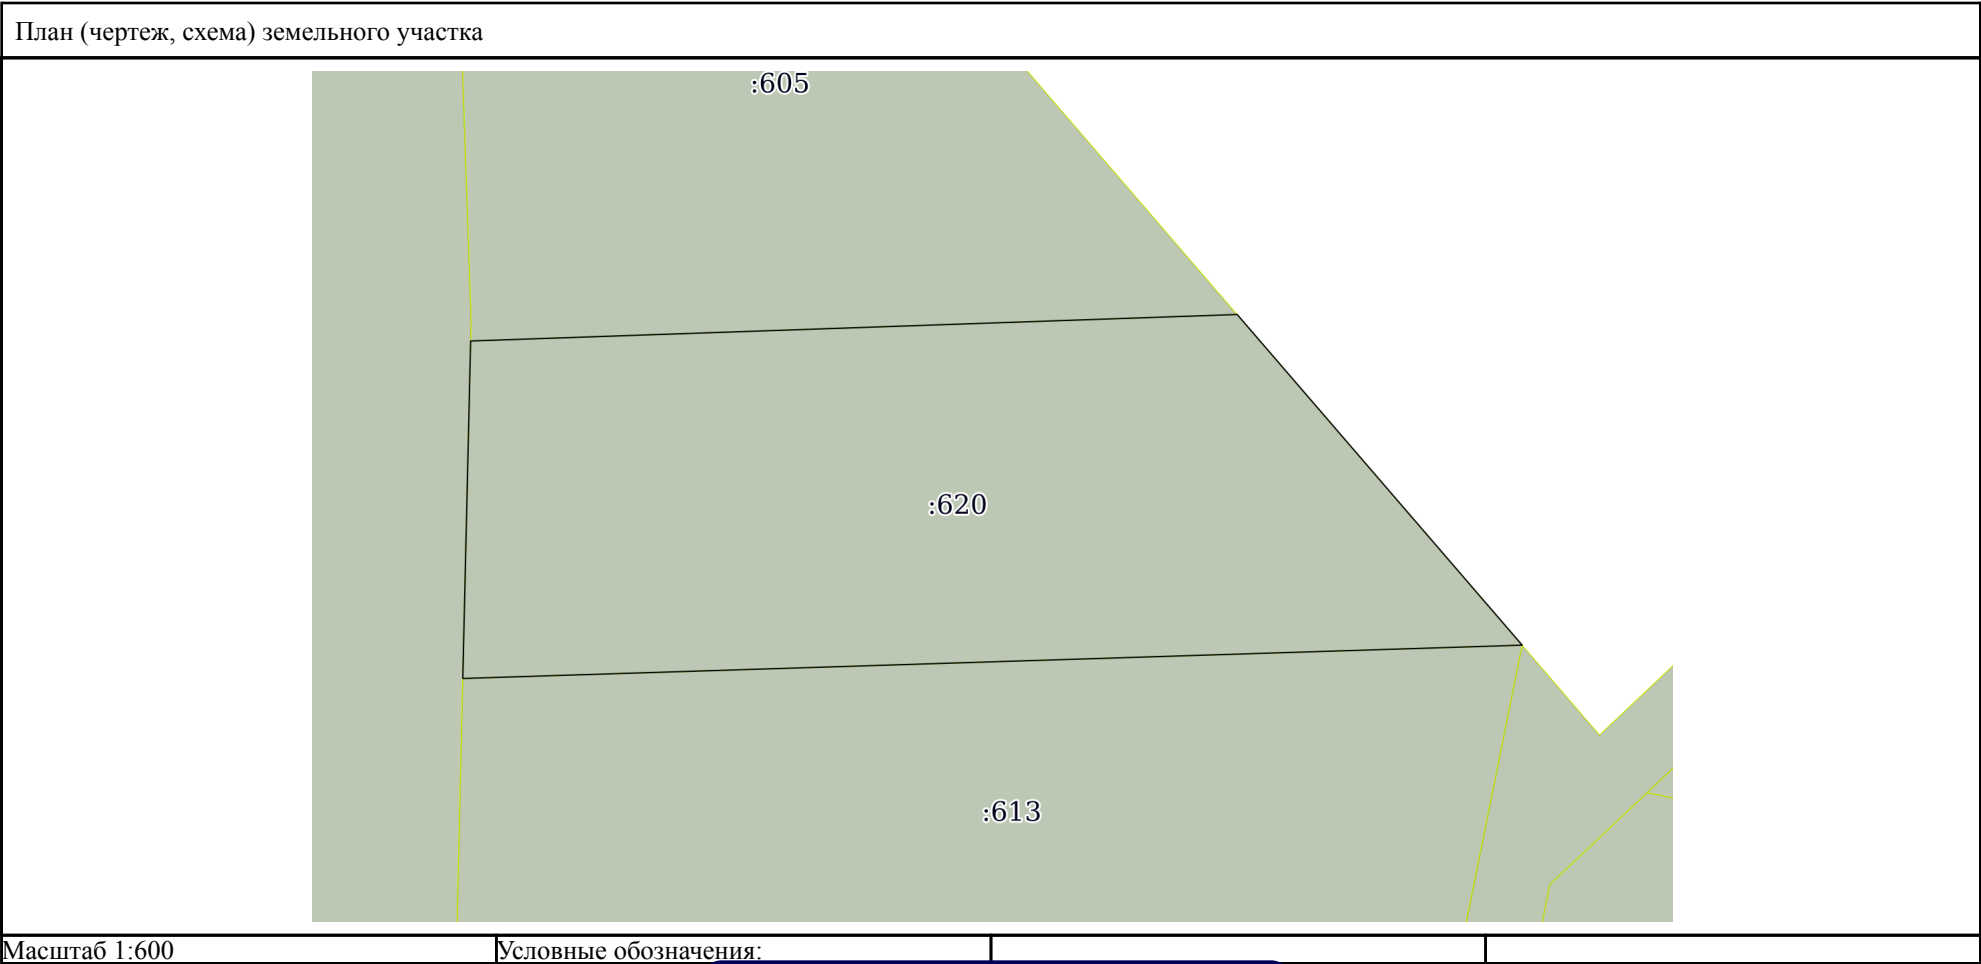 План (чертеж, схема) земельного участка
:605
:620
:613
Масштаб 1:600
Условные обозначения: